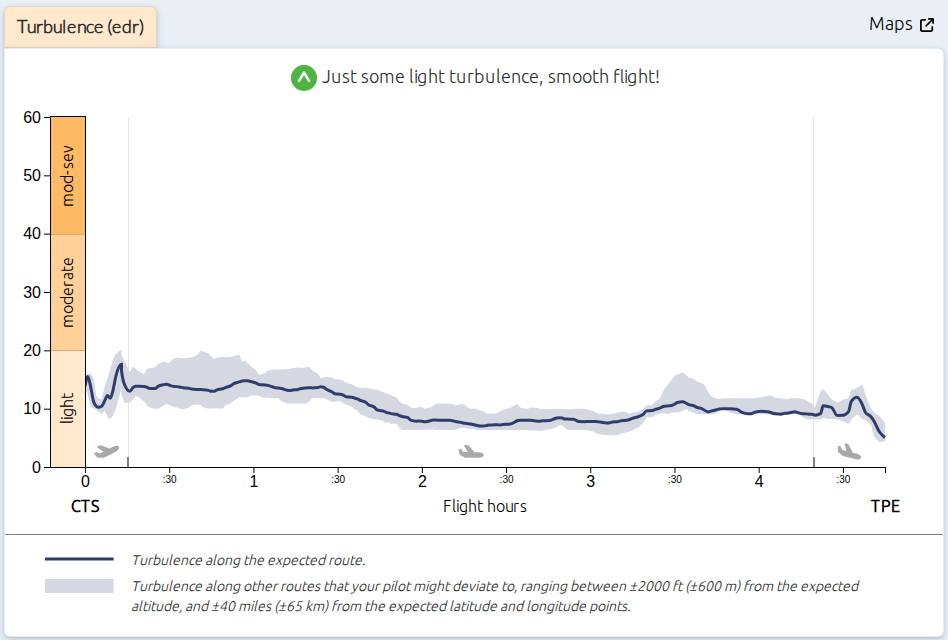 Turbulence (edr)
Maps
Just some light turbulence, smooth flight!
60
50
40
30
20
10
0
mod-sev
moderate
light
0 :30 1 :30 2 :30 3 :30 4 :30
CTS Flight hours TPE
Turbulence along the expected route.
Turbulence along other routes that your pilot might deviate to, ranging between ±2000 ft (±600 m) from the expected
altitude, and ±40 miles (±65 km) from the expected latitude and longitude points.